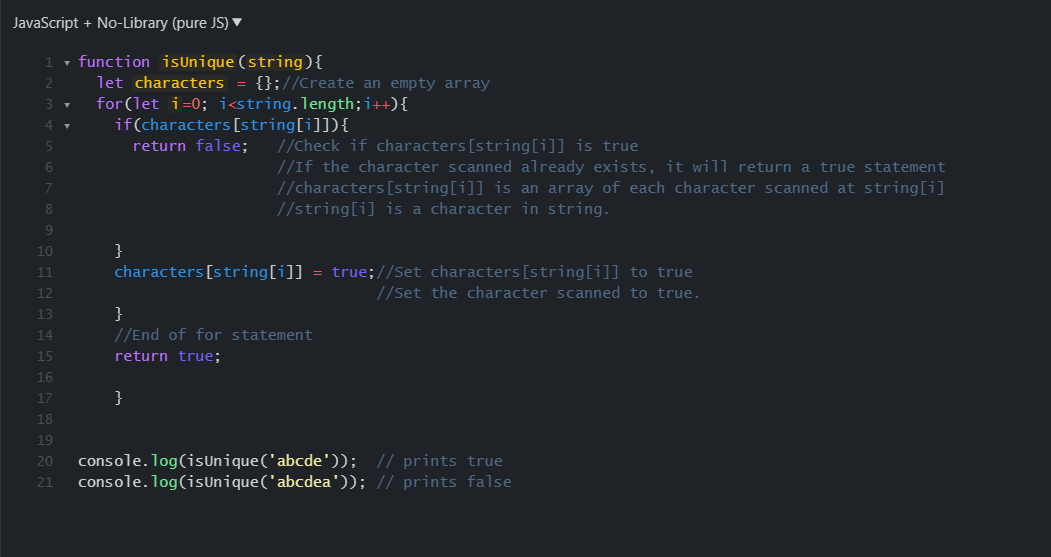 JavaScript + No-Library (pure JS) ▼
1 ▾ function isUnique(string){
2 let characters = {};//Create an empty array
3 ▾ for(let i=0; i<string.length;i++){
4 ▾ if(characters[string[i]]){
5 return false; //Check if characters[string[i]] is true
6 //If the character scanned already exists, it will return a true statement
7 //characters[string[i]] is an array of each character scanned at string[i]
8 //string[i] is a character in string.
9
10 }
11 characters[string[i]] = true;//Set characters[string[i]] to true
12 //Set the character scanned to true.
13 }
14 //End of for statement
15 return true;
16
17 }
18
19
20 console.log(isUnique('abcde')); // prints true
21 console.log(isUnique('abcdea')); // prints false